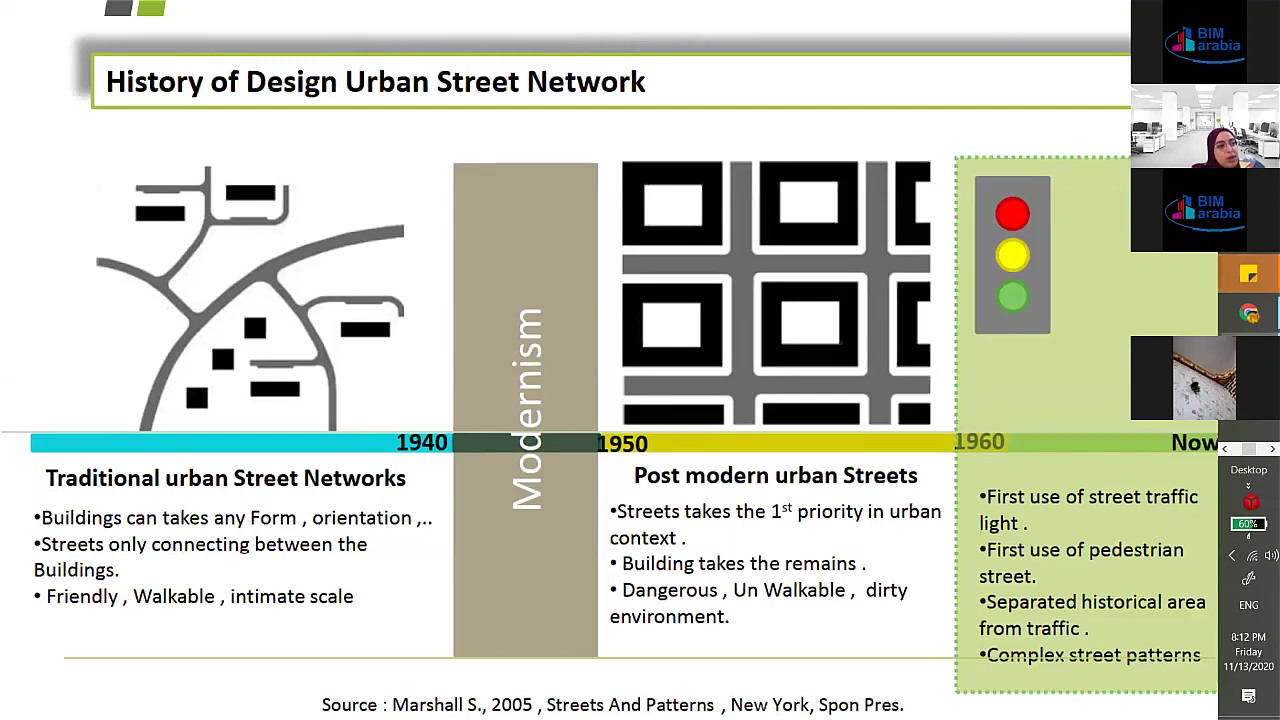 History of Design Urban Street Network
Modernism
1940
1950
1960
Now
Traditional urban Street Networks
•Buildings can takes any Form , orientation ,..
•Streets only connecting between the
Buildings.
• Friendly , Walkable , intimate scale
Post modern urban Streets
•Streets takes the 1st priority in urban
context .
• Building takes the remains .
• Dangerous , Un Walkable , dirty
environment.
•First use of street traffic
light .
•First use of pedestrian
street.
•Separated historical area
from traffic .
•Complex street patterns
Source : Marshall S., 2005 , Streets And Patterns , New York, Spon Pres.
BIM
arabia
BIM
arabia
Desktop
60%
ENG
8:12 PM
Friday
11/13/2020